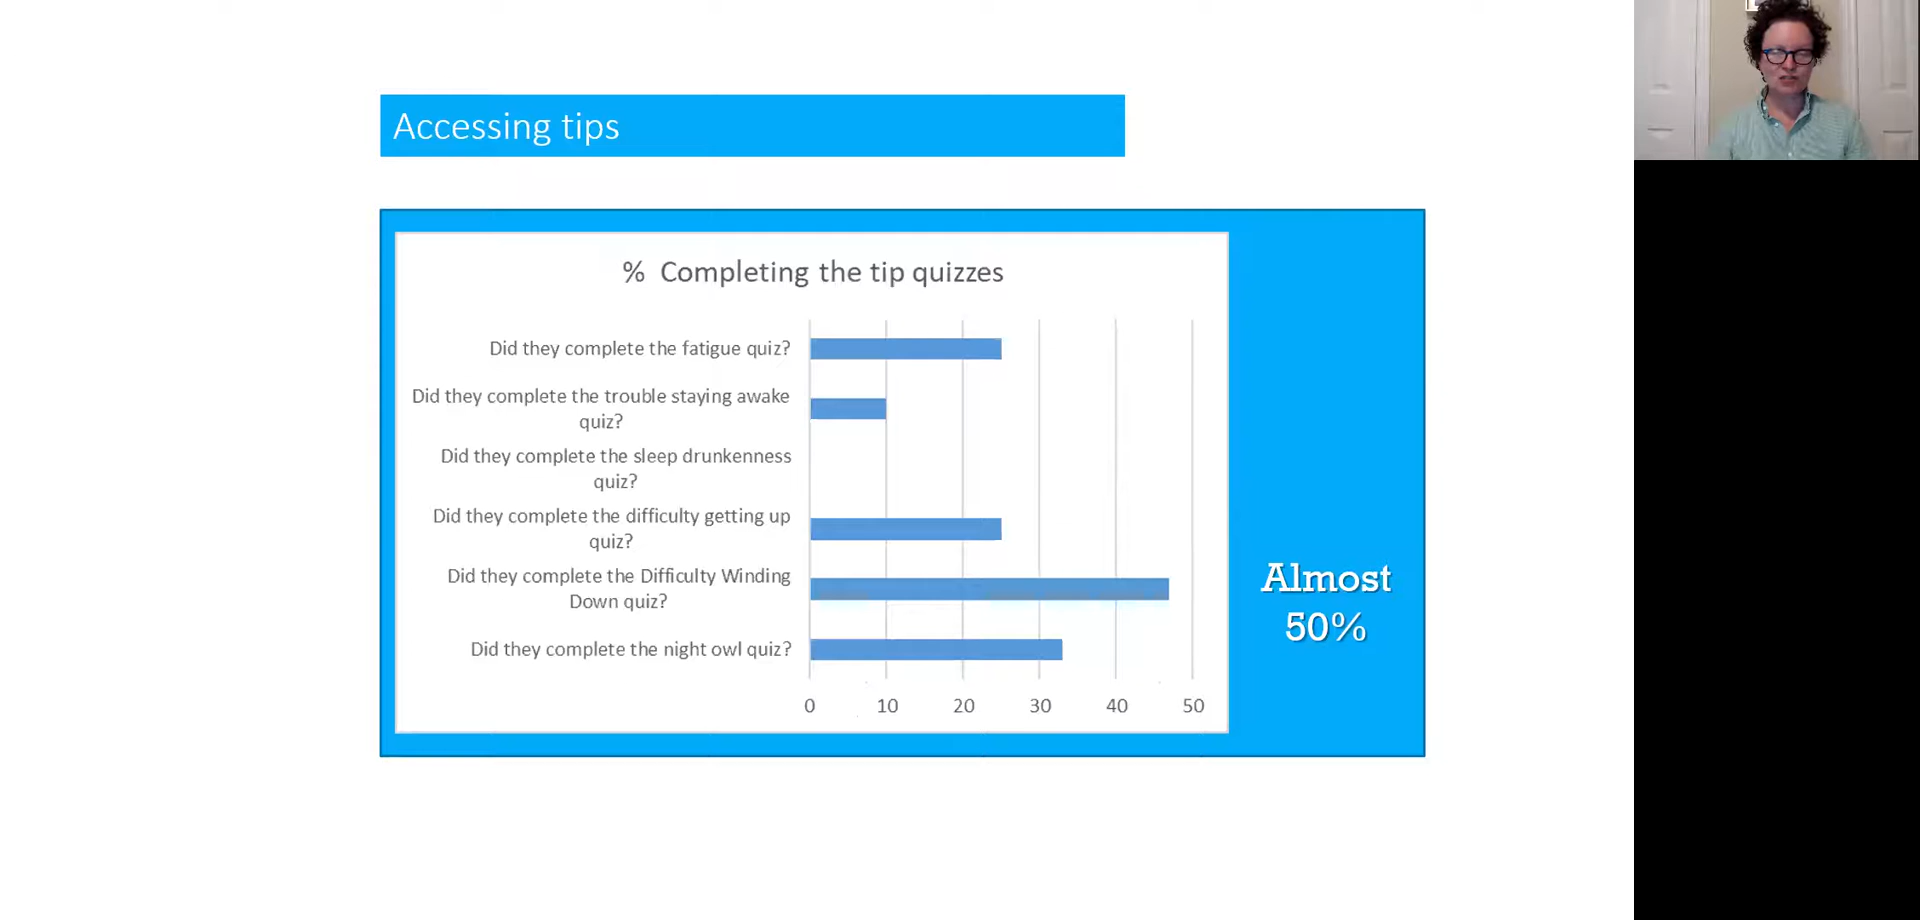 Accessing tips
% Completing the tip quizzes
Did they complete the fatigue quiz?
Did they complete the trouble staying awake
quiz?
Did they complete the sleep drunkenness
quiz?
Did they complete the difficulty getting up
quiz?
Did they complete the Difficulty Winding
Down quiz?
Did they complete the night owl quiz?
0 10 20 30 40 50
Almost
50%